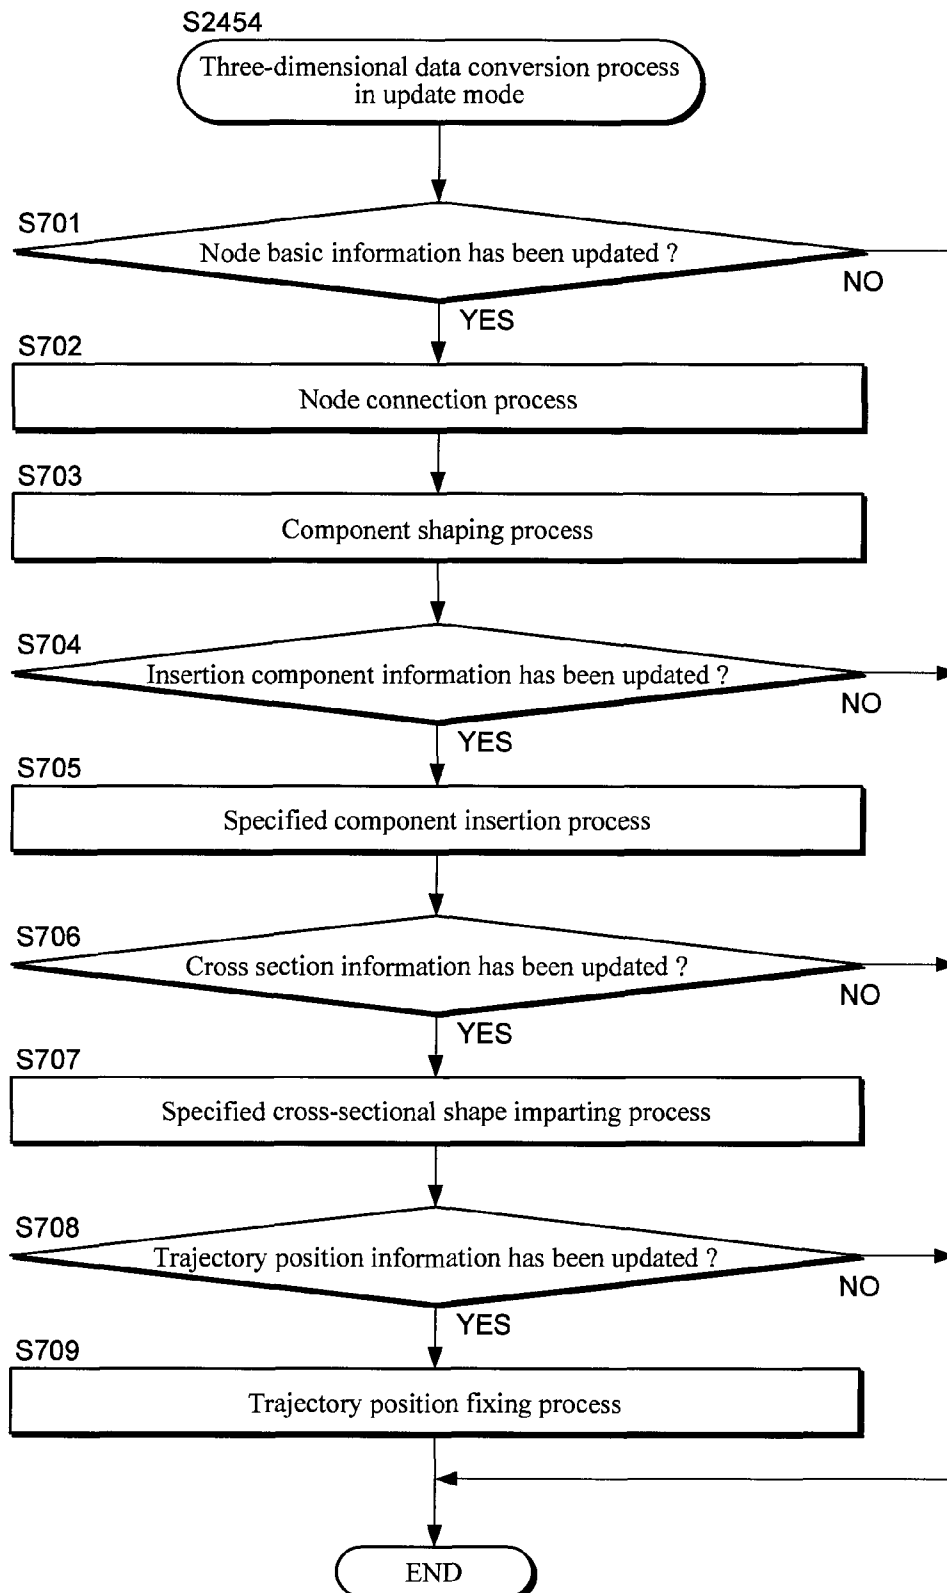 S2454
Three-dimensional data conversion process
in update mode
S701
Node basic information has been updated ?
NO
YES
S702
Node connection process
S703
Component shaping process
S704
Insertion component information has been updated ?
NO
YES
S705
Specified component insertion process
S706
Cross section information has been updated ?
NO
YES
S707
Specified cross-sectional shape imparting process
S708
Trajectory position information has been updated ?
NO
YES
S709
Trajectory position fixing process
END